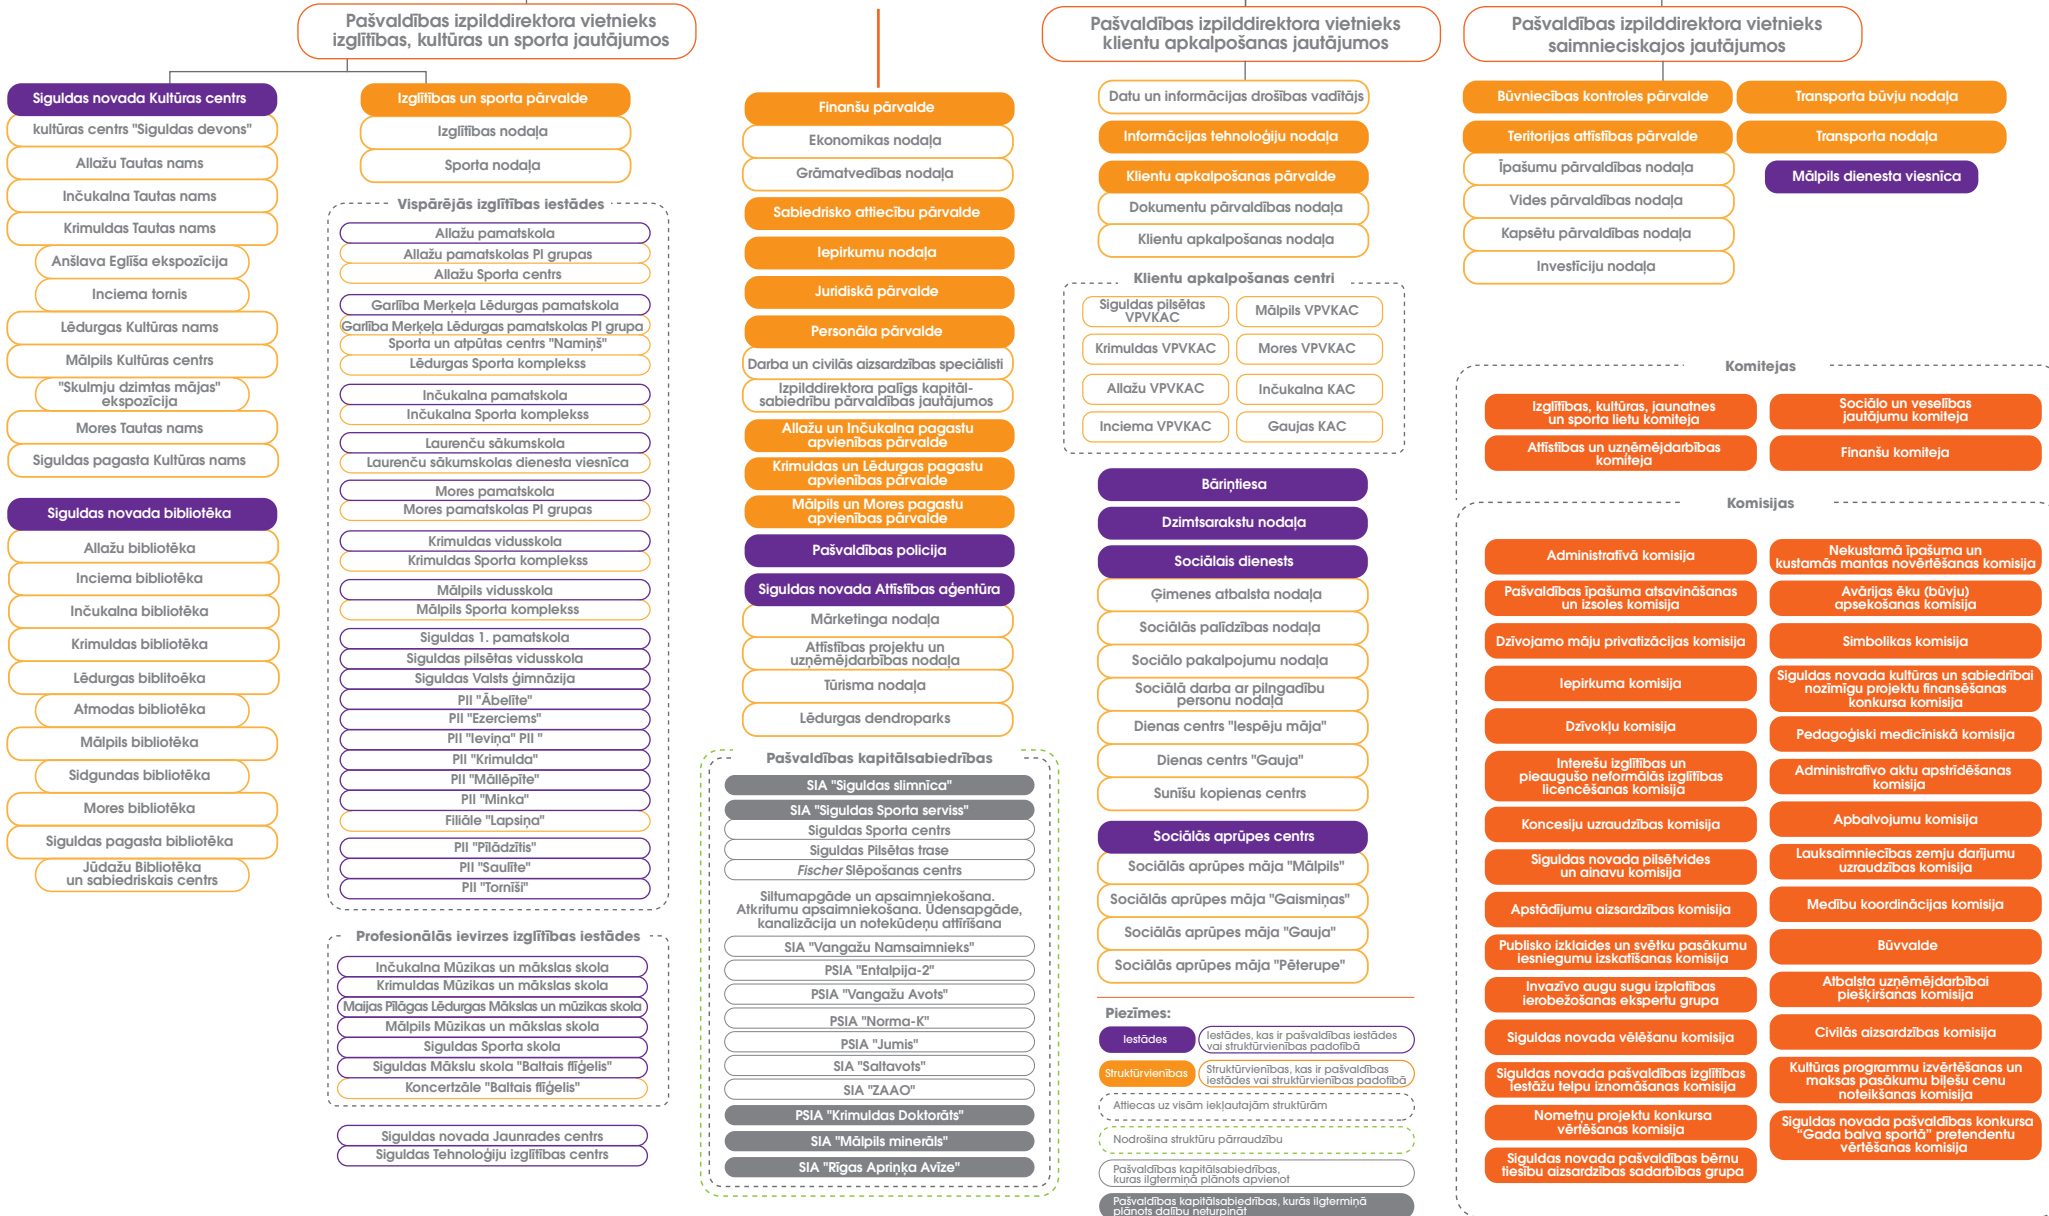 Pašvaldības izpilddirektora vietnieks
izglītības, kultūras un sporta jautājumos
Siguldas novada Kultūras centrs
kultūras centrs "Siguldas devons"
Allažu Tautas nams
Inčukalna Tautas nams
Krimuldas Tautas nams
Anšlava Eglīša ekspozīcija
Inciema tornis
Lēdurgas Kultūras nams
Mālpils Kultūras centrs
"Skulmju dzimtas mājas"
ekspozīcija
Mores Tautas nams
Siguldas pagasta Kultūras nams
Siguldas novada bibliotēka
Allažu bibliotēka
Inciema bibliotēka
Inčukalna bibliotēka
Krimuldas bibliotēka
Lēdurgas biblitoēka
Atmodas bibliotēka
Mālpils bibliotēka
Sidgundas bibliotēka
Mores bibliotēka
Siguldas pagasta bibliotēka
Jūdažu Bibliotēka
un sabiedriskais centrs
Izglītības un sporta pārvalde
Izglītības nodaļa
Sporta nodaļa
Vispārējās izglītības iestādes
Allažu pamatskola
Allažu pamatskolas PI grupas
Allažu Sporta centrs
Garlība Merķeļa Lēdurgas pamatskola
Garlība Merķeļa Lēdurgas pamatskolas PI grupa
Sporta un atpūtas centrs "Namiņš"
Lēdurgas Sporta komplekss
Inčukalna pamatskola
Inčukalna Sporta komplekss
Laurenču sākumskola
Laurenču sākumskolas dienesta viesnīca
Mores pamatskola
Mores pamatskolas PI grupas
Krimuldas vidusskola
Krimuldas Sporta komplekss
Mālpils vidusskola
Mālpils Sporta komplekss
Siguldas 1. pamatskola
Siguldas pilsētas vidusskola
Siguldas Valsts ģimnāzija
PII "Ābelīte"
PII "Ezerciems"
PII "Ieviņa" PII "
PII "Krimulda"
PII "Māllēpīte"
PII "Minka"
Filiāle "Lapsiņa"
PII "Pīlādzītis"
PII "Saulīte"
PII "Tornīši"
Profesionālās ievirzes izglītības iestādes
Inčukalna Mūzikas un mākslas skola
Krimuldas Mūzikas un mākslas skola
Maijas Pīlāgas Lēdurgas Mākslas un mūzikas skola
Mālpils Mūzikas un mākslas skola
Siguldas Sporta skola
Siguldas Mākslu skola "Baltais flīģelis"
Koncertzāle "Baltais flīģelis"
Siguldas novada Jaunrades centrs
Siguldas Tehnoloģiju izglītības centrs
Finanšu pārvalde
Ekonomikas nodaļa
Grāmatvedības nodaļa
Sabiedrisko attiecību pārvalde
Iepirkumu nodaļa
Juridiskā pārvalde
Personāla pārvalde
Darba un civilās aizsardzības speciālisti
Izpilddirektora palīgs kapitāl-
sabiedrību pārvaldības jautājumos
Allažu un Inčukalna pagastu
apvienības pārvalde
Krimuldas un Lēdurgas pagastu
apvienības pārvalde
Mālpils un Mores pagastu
apvienības pārvalde
Pašvaldības policija
Siguldas novada Attīstības aģentūra
Mārketinga nodaļa
Attīstības projektu un
uzņēmējdarbības nodaļa
Tūrisma nodaļa
Lēdurgas dendroparks
Pašvaldības kapitālsabiedrības
SIA "Siguldas slimnīca"
SIA "Siguldas Sporta serviss"
Siguldas Sporta centrs
Siguldas Pilsētas trase
Fischer Slēpošanas centrs
Siltumapgāde un apsaimniekošana.
Atkritumu apsaimniekošana. Ūdensapgāde,
kanalizācija un notekūdeņu attīrīšana
SIA "Vangažu Namsaimnieks"
PSIA "Entalpija-2"
PSIA "Vangažu Avots"
PSIA "Norma-K"
PSIA "Jumis"
SIA "Saltavots"
SIA "ZAAO"
PSIA "Krimuldas Doktorāts"
SIA "Mālpils minerāls"
SIA "Rīgas Apriņķa Avīze"
Pašvaldības izpilddirektora vietnieks
klientu apkalpošanas jautājumos
Datu un informācijas drošības vadītājs
Informācijas tehnoloģiju nodaļa
Klientu apkalpošanas pārvalde
Dokumentu pārvaldības nodaļa
Klientu apkalpošanas nodaļa
Klientu apkalpošanas centri
Siguldas pilsētas
VPVKAC
Mālpils VPVKAC
Krimuldas VPVKAC
Mores VPVKAC
Allažu VPVKAC
Inčukalna KAC
Inciema VPVKAC
Gaujas KAC
Bāriņtiesa
Dzimtsarakstu nodaļa
Sociālais dienests
Ģimenes atbalsta nodaļa
Sociālās palīdzības nodaļa
Sociālo pakalpojumu nodaļa
Sociālā darba ar pilngadību
personu nodaļa
Dienas centrs "Iespēju māja"
Dienas centrs "Gauja"
Sunīšu kopienas centrs
Sociālās aprūpes centrs
Sociālās aprūpes māja "Mālpils"
Sociālās aprūpes māja "Gaismiņas"
Sociālās aprūpes māja "Gauja"
Sociālās aprūpes māja "Pēterupe"
Piezīmes:
Iestādes
Iestādes, kas ir pašvaldības iestādes
vai struktūrvienības padotībā
Struktūrvienības
Struktūrvienības, kas ir pašvaldības
iestādes vai struktūrvienības padotībā
Attiecas uz visām iekļautajām struktūrām
Nodrošina struktūru pārraudzību
Pašvaldības kapitālsabiedrības,
kuras ilgtermiņā plānots apvienot
Pašvaldības kapitālsabiedrības, kurās ilgtermiņā
plānots dalību neturpināt
Pašvaldības izpilddirektora vietnieks
saimnieciskajos jautājumos
Būvniecības kontroles pārvalde
Transporta būvju nodaļa
Teritorijas attīstības pārvalde
Transporta nodaļa
Īpašumu pārvaldības nodaļa
Mālpils dienesta viesnīca
Vides pārvaldības nodaļa
Kapsētu pārvaldības nodaļa
Investīciju nodaļa
Komitejas
Izglītības, kultūras, jaunatnes
un sporta lietu komiteja
Sociālo un veselības
jautājumu komiteja
Attīstības un uzņēmējdarbības
komiteja
Finanšu komiteja
Komisijas
Administratīvā komisija
Pašvaldības īpašuma atsavināšanas
un izsoles komisija
Dzīvojamo māju privatizācijas komisija
Iepirkuma komisija
Dzīvokļu komisija
Interešu izglītības un
pieaugušo neformālās izglītības
licencēšanas komisija
Koncesiju uzraudzības komisija
Siguldas novada pilsētvides
un ainavu komisija
Apstādījumu aizsardzības komisija
Publisko izklaides un svētku pasākumu
iesniegumu izskatīšanas komisija
Invazīvo augu sugu izplatības
ierobežošanas ekspertu grupa
Siguldas novada vēlēšanu komisija
Siguldas novada pašvaldības izglītības
iestāžu telpu iznomāšanas komisija
Nometņu projektu konkursa
vērtēšanas komisija
Siguldas novada pašvaldības bērnu
tiesību aizsardzības sadarbības grupa
Nekustamā īpašuma un
kustamās mantas novērtēšanas komisija
Avārijas ēku (būvju)
apsekošanas komisija
Simbolikas komisija
Siguldas novada kultūras un sabiedrībai
nozīmīgu projektu finansēšanas
konkursa komisija
Pedagoģiski medicīniskā komisija
Administratīvo aktu apstrīdēšanas
komisija
Apbalvojumu komisija
Lauksaimniecības zemju darījumu
uzraudzības komisija
Medību koordinācijas komisija
Būvvalde
Atbalsta uzņēmējdarbībai
piešķiršanas komisija
Civilās aizsardzības komisija
Kultūras programmu izvērtēšanas un
maksas pasākumu biļešu cenu
noteikšanas komisija
Siguldas novada pašvaldības konkursa
"Gada balva sportā" pretendentu
vērtēšanas komisija